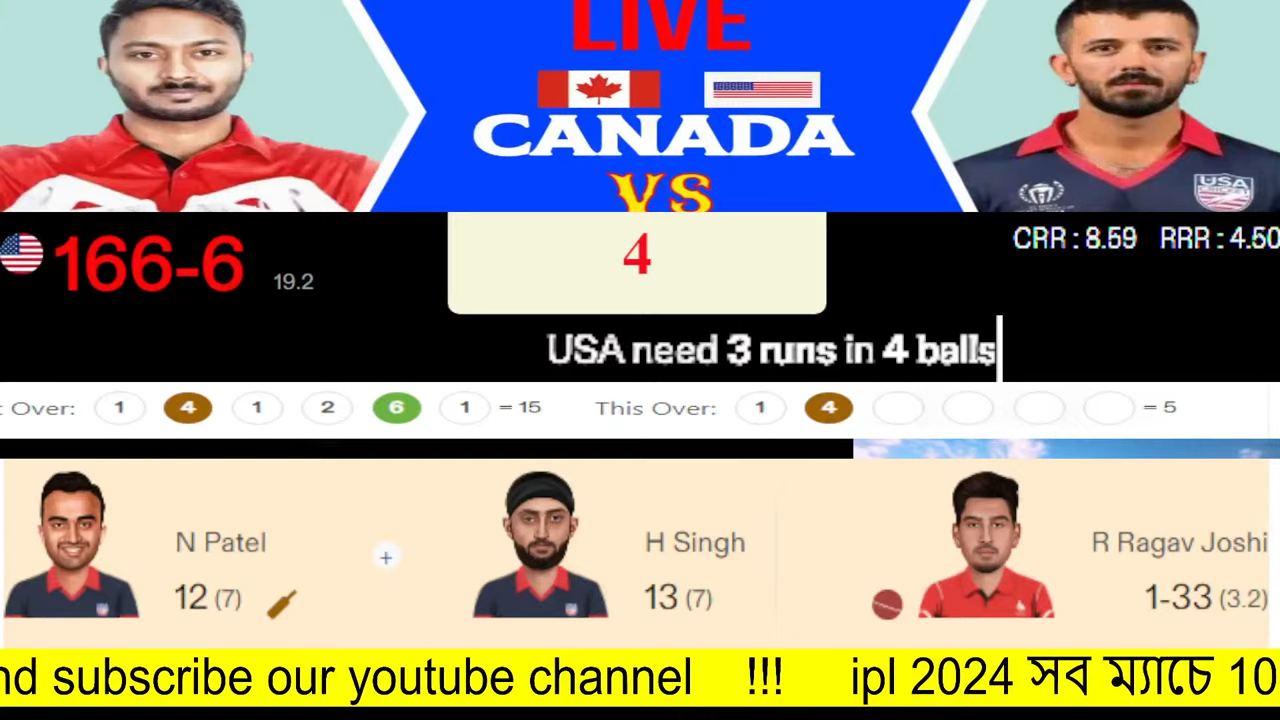 LIVE
CANADA
VS
USA
CRICKET
166-6 19.2
4
CRR : 8.59 RRR : 4.50
USA need 3 runs in 4 balls
t Over: 1 4 1 2 6 1 = 15 This Over: 1 4 = 5
N Patel
12 (7)
+
H Singh
13 (7)
R Ragav Joshi
1-33 (3.2)
nd subscribe our youtube channel !!! ipl 2024 সব ম্যাচে 10